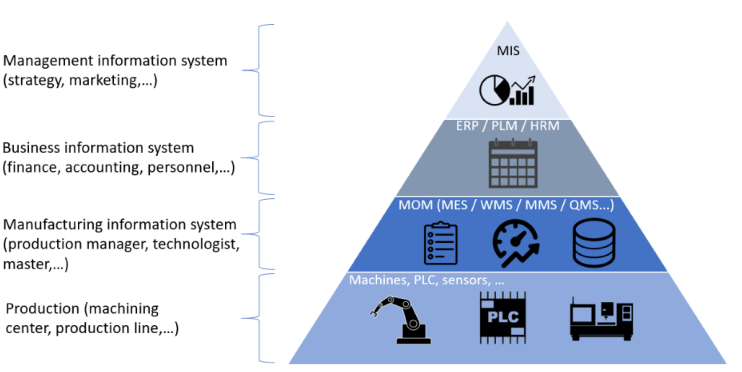 Management information system
(strategy, marketing,...)
MIS
Business information system
(finance, accounting, personnel,...)
ERP / PLM / HRM
Manufacturing information system
(production manager, technologist,
master,...)
MOM (MES / WMS / MMS / QMS...)
Production (machining
center, production line,...)
Machines, PLC, sensors, ...
PLC